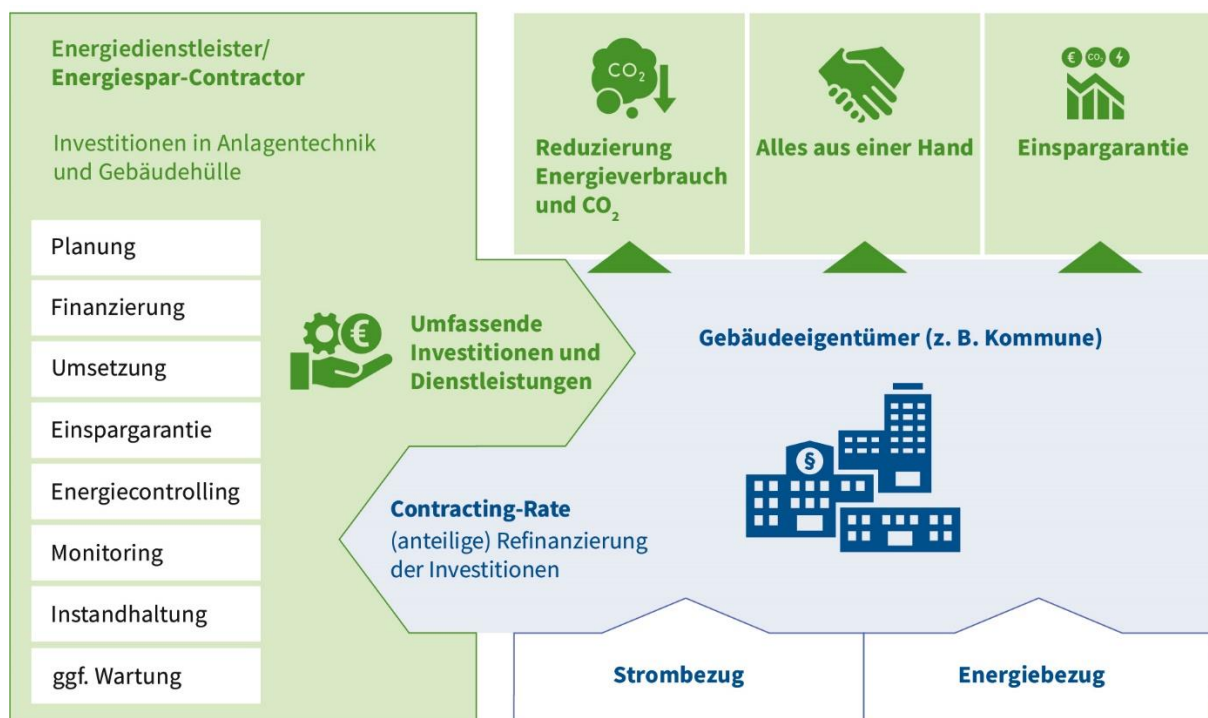 Energiedienstleister/
Energiespar-Contractor
Investitionen in Anlagentechnik
und Gebäudehülle
Planung
Finanzierung
Umsetzung
Einspargarantie
Energiecontrolling
Monitoring
Instandhaltung
ggf. Wartung
€
Umfassende
Investitionen und
Dienstleistungen
Contracting-Rate
(anteilige) Refinanzierung
der Investitionen
CO₂
Reduzierung
Energieverbrauch
und CO₂
Alles aus einer Hand
€ CO₂
Einspargarantie
Gebäudeeigentümer (z. B. Kommune)
§
Strombezug
Energiebezug